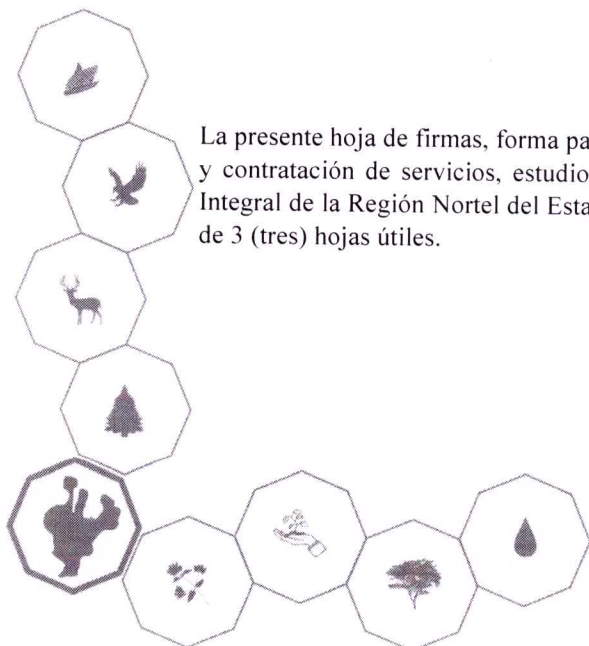 La presente hoja de firmas, forma pa
y contratación de servicios, estudio
Integral de la Región Nortel del Esta
de 3 (tres) hojas útiles.